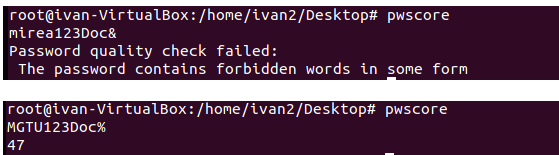 root@ivan-VirtualBox:/home/ivan2/Desktop# pwscore
mirea123Doc&
Password quality check failed:
 The password contains forbidden words in some form
root@ivan-VirtualBox:/home/ivan2/Desktop# pwscore
MGTU123Doc%
47